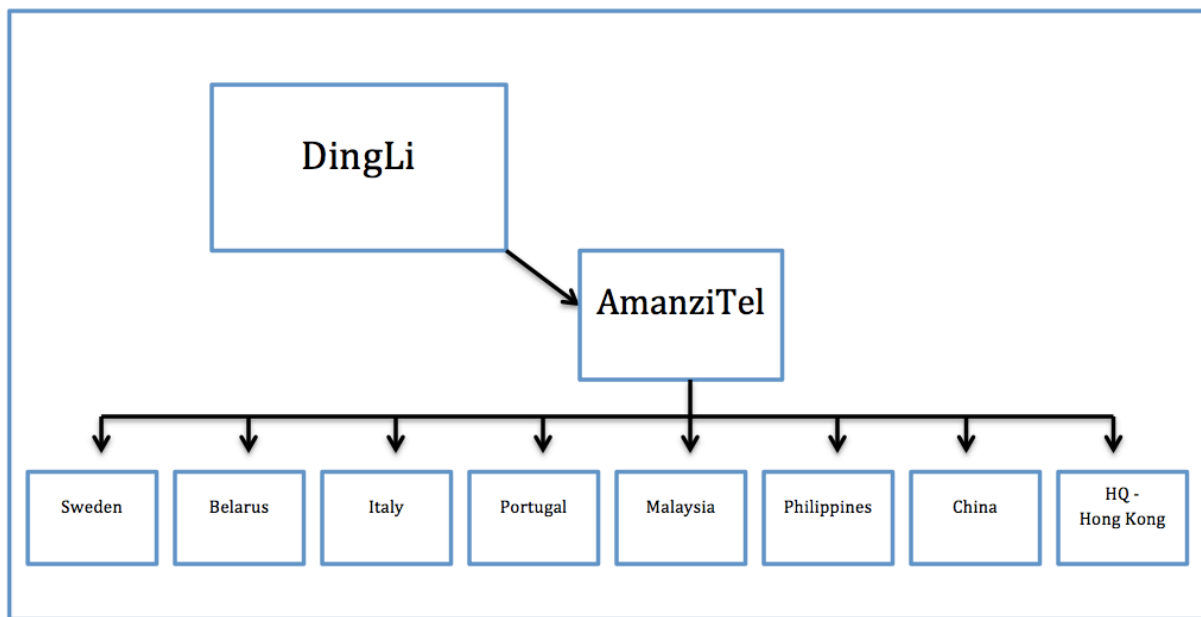 DingLi
AmanziTel
Sweden
Belarus
Italy
Portugal
Malaysia
Philippines
China
HQ -
Hong Kong